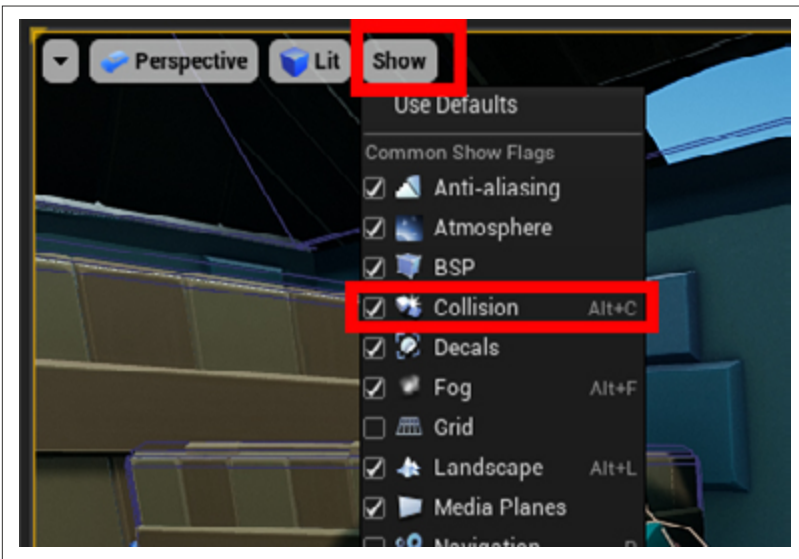 Perspective Lit Show
Use Defaults
Common Show Flags
Anti-aliasing
Atmosphere
BSP
Collision Alt+C
Decals
Fog Alt+F
Grid
Landscape Alt+L
Media Planes
Navigation P